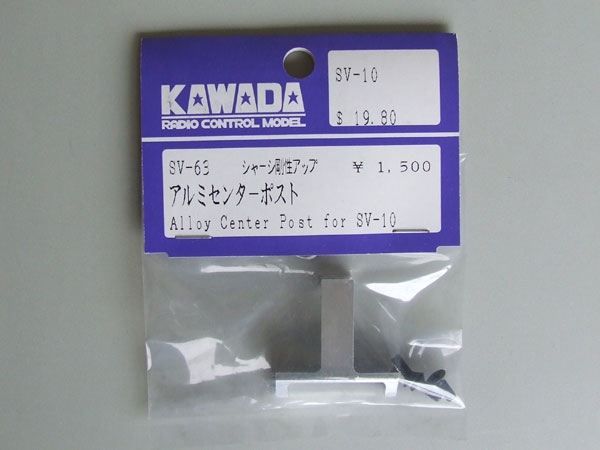 KAWADA
RADIO CONTROL MODEL
SV-10
$ 19.80
SV-63 シャーシ剛性アップ ¥ 1,500
アルミセンターポスト
Alloy Center Post for SV-10